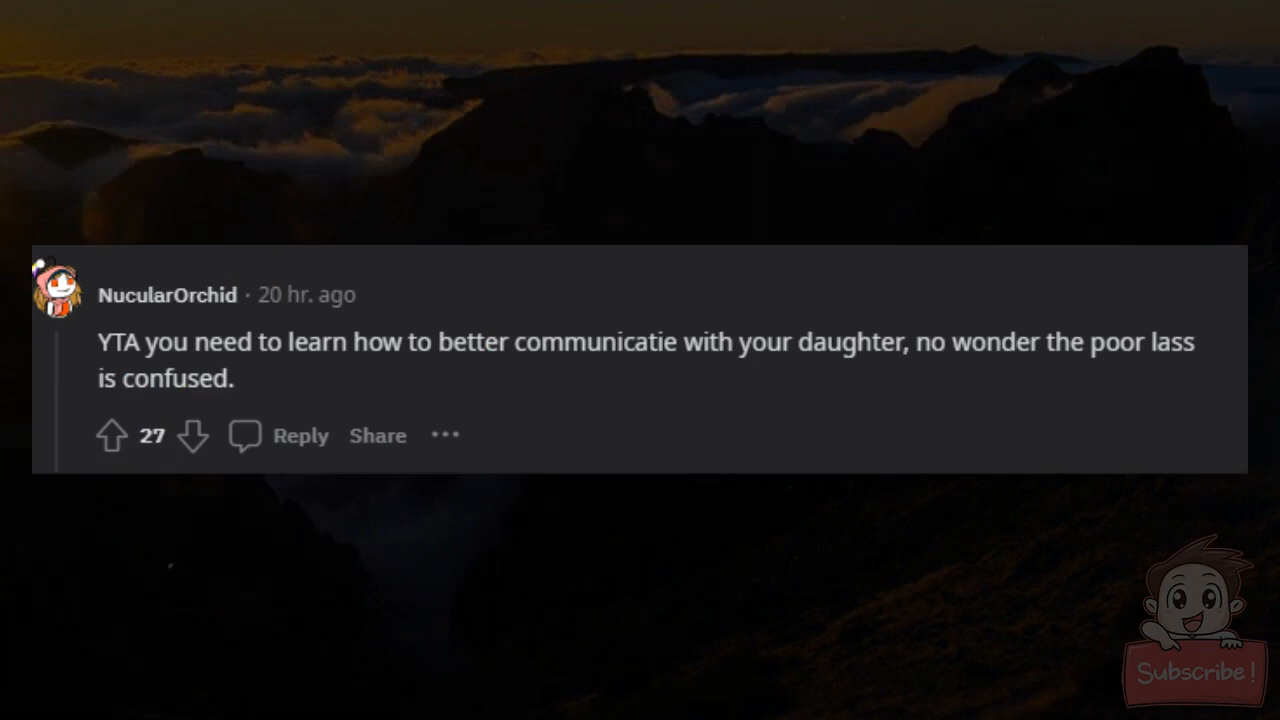 NucularOrchid · 20 hr. ago
YTA you need to learn how to better communicatie with your daughter, no wonder the poor lass
is confused.
27 Reply Share ···
Subscribe!